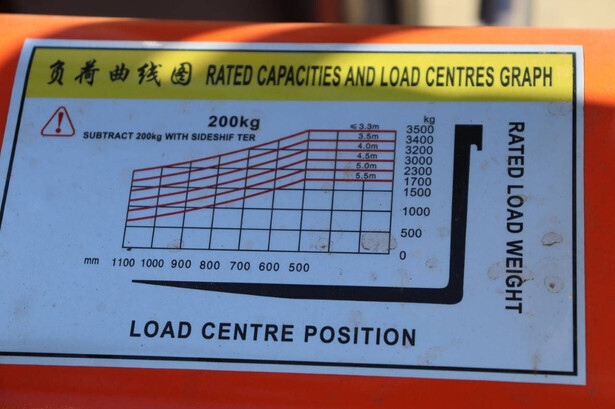 负荷曲线图 RATED CAPACITIES AND LOAD CENTRES GRAPH
200kg
SUBTRACT 200kg WITH SIDESHIF TER
kg
≤3.3m 3500
3.5m 3400
4.0m 3200
4.5m 3000
5.0m 2300
5.5m 1700
1500
1000
500
0
mm 1100 1000 900 800 700 600 500
RATED LOAD WEIGHT
LOAD CENTRE POSITION